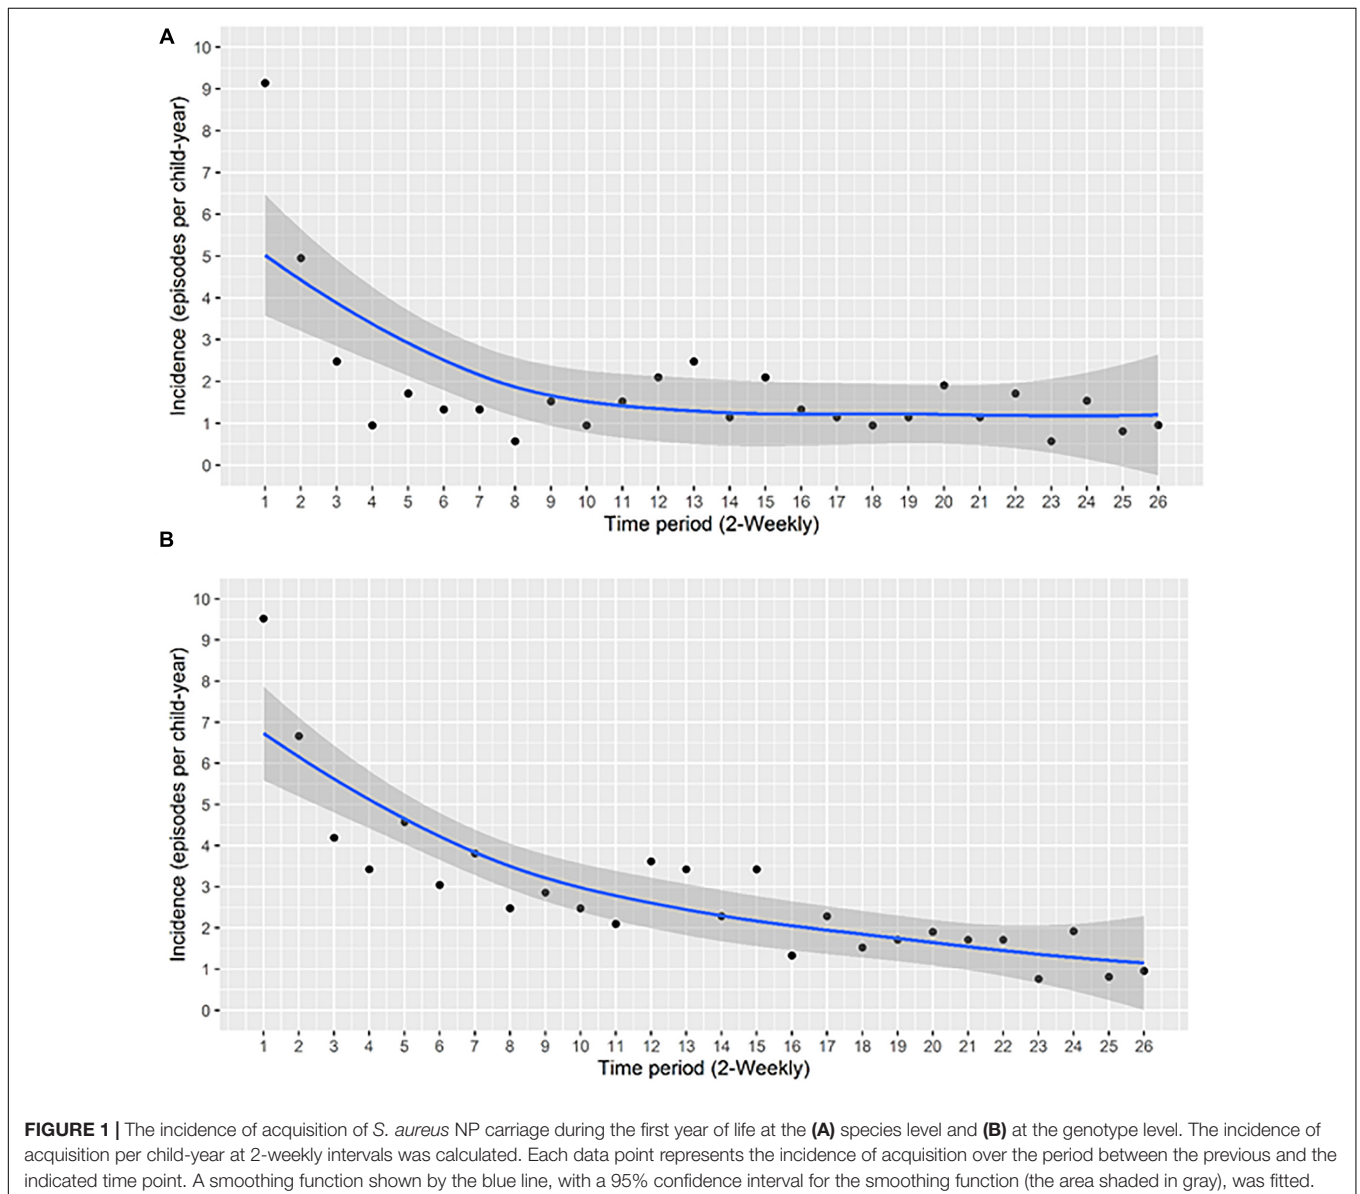 A
Incidence (episodes per child-year)
10
9
8
7
6
5
4
3
2
1
0
1 2 3 4 5 6 7 8 9 10 11 12 13 14 15 16 17 18 19 20 21 22 23 24 25 26
Time period (2-Weekly)
B
Incidence (episodes per child-year)
10
9
8
7
6
5
4
3
2
1
0
1 2 3 4 5 6 7 8 9 10 11 12 13 14 15 16 17 18 19 20 21 22 23 24 25 26
Time period (2-Weekly)
FIGURE 1 | The incidence of acquisition of S. aureus NP carriage during the first year of life at the (A) species level and (B) at the genotype level. The incidence of
acquisition per child-year at 2-weekly intervals was calculated. Each data point represents the incidence of acquisition over the period between the previous and the
indicated time point. A smoothing function shown by the blue line, with a 95% confidence interval for the smoothing function (the area shaded in gray), was fitted.